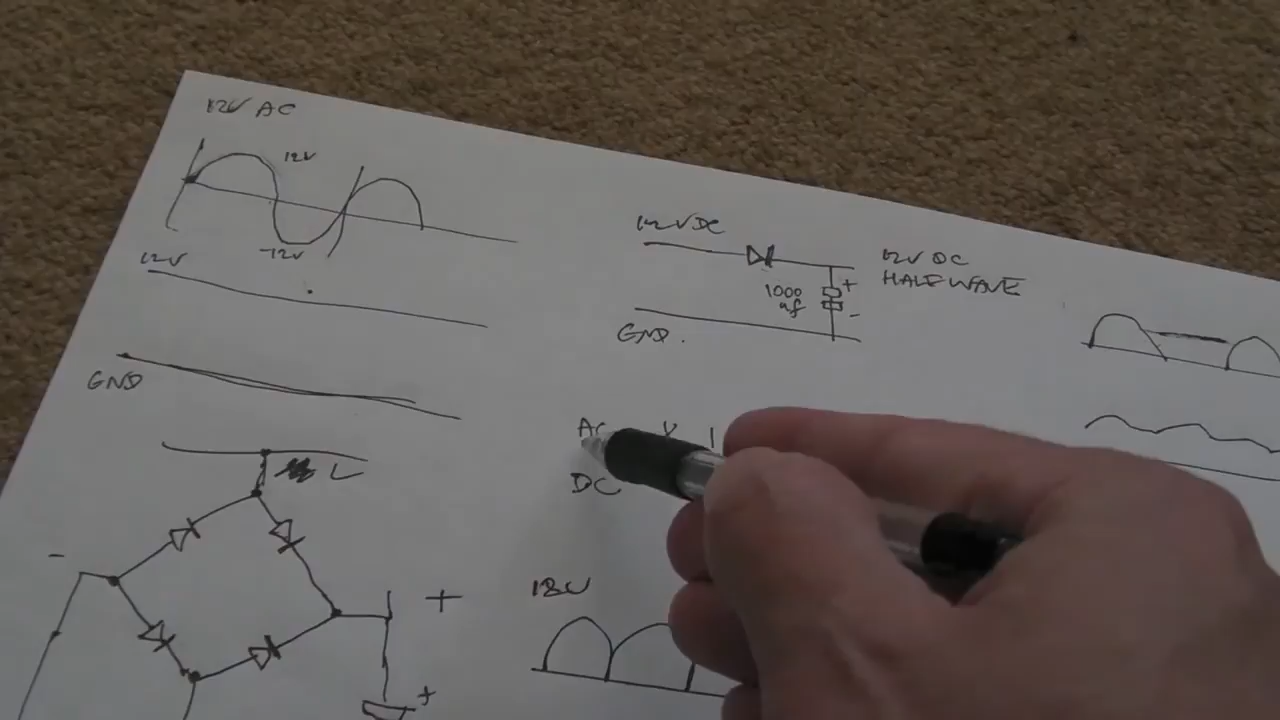 12V AC
12V
-12V
12V
GND
12V DC
1000
uf
+
-
GND.
12V DC
HALF WAVE
L
-
+
+
AC
DC
18V